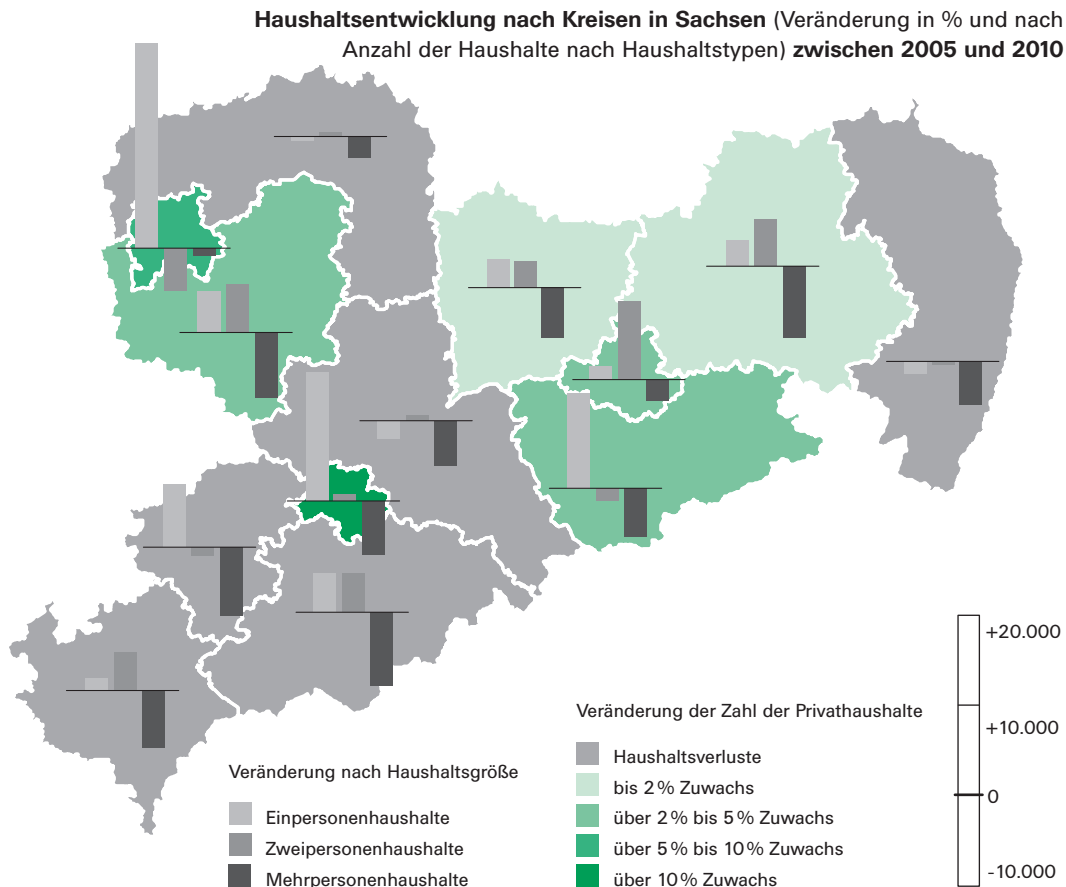 Haushaltsentwicklung nach Kreisen in Sachsen (Veränderung in % und nach
Anzahl der Haushalte nach Haushaltstypen) zwischen 2005 und 2010
Veränderung nach Haushaltsgröße
Einpersonenhaushalte
Zweipersonenhaushalte
Mehrpersonenhaushalte
Veränderung der Zahl der Privathaushalte
Haushaltsverluste
bis 2 % Zuwachs
über 2 % bis 5 % Zuwachs
über 5 % bis 10 % Zuwachs
über 10 % Zuwachs
+20.000
+10.000
0
-10.000